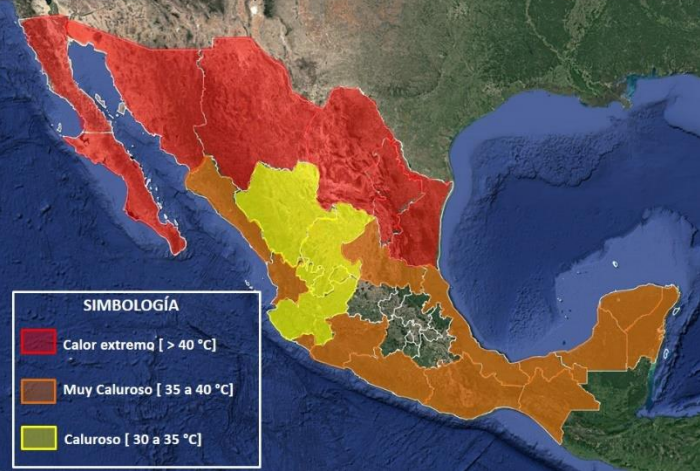 SIMBOLOGÍA
Calor extremo [ > 40 °C]
Muy Caluroso [ 35 a 40 °C]
Caluroso [ 30 a 35 °C]